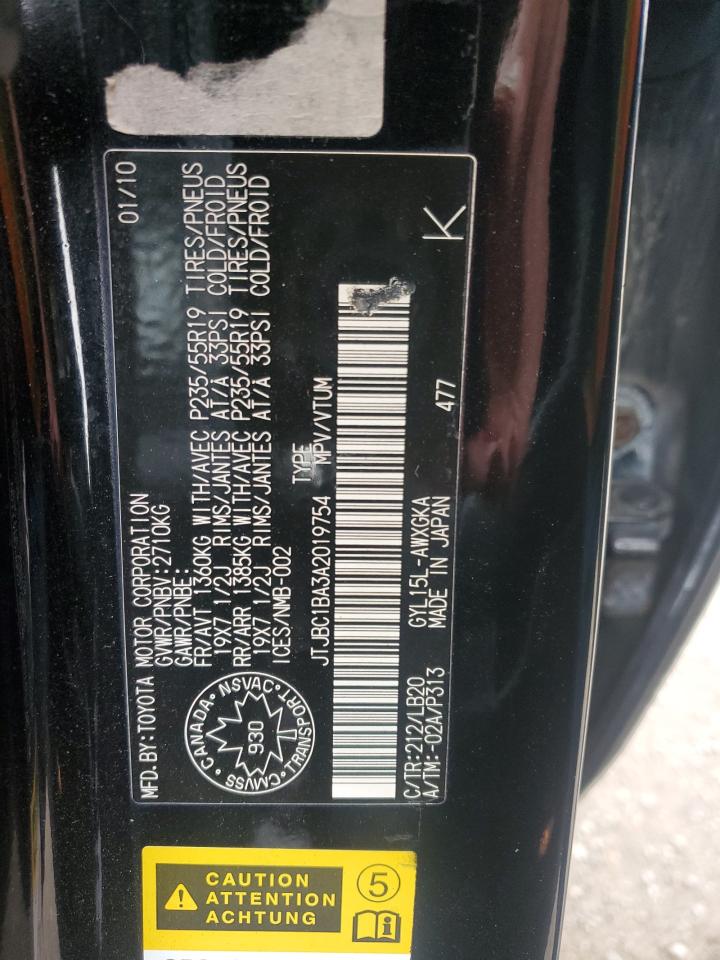 01/10
MFD. BY: TOYOTA MOTOR CORPORATION
GVWR/PNBV: 2710KG
GAWR/PNBE:
FR/AVT 1360KG WITH/AVEC P235/55R19 TIRES/PNEUS
19X7 1/2J RIMS/JANTES AT/À 33PSI COLD/FROID
RR/ARR 1385KG WITH/AVEC P235/55R19 TIRES/PNEUS
19X7 1/2J RIMS/JANTES AT/À 33PSI COLD/FROID
ICES/NMB-002
TYPE
JTJBC1BA3A2019754 MPV/VTUM
CANADA • NSVAC • TRANSPORT • CMVSS
930
C/TR: 212/LB20 GYL15L-AWXGKA 477
A/TM: -02A/P313 MADE IN JAPAN
K
CAUTION
ATTENTION
ACHTUNG
5